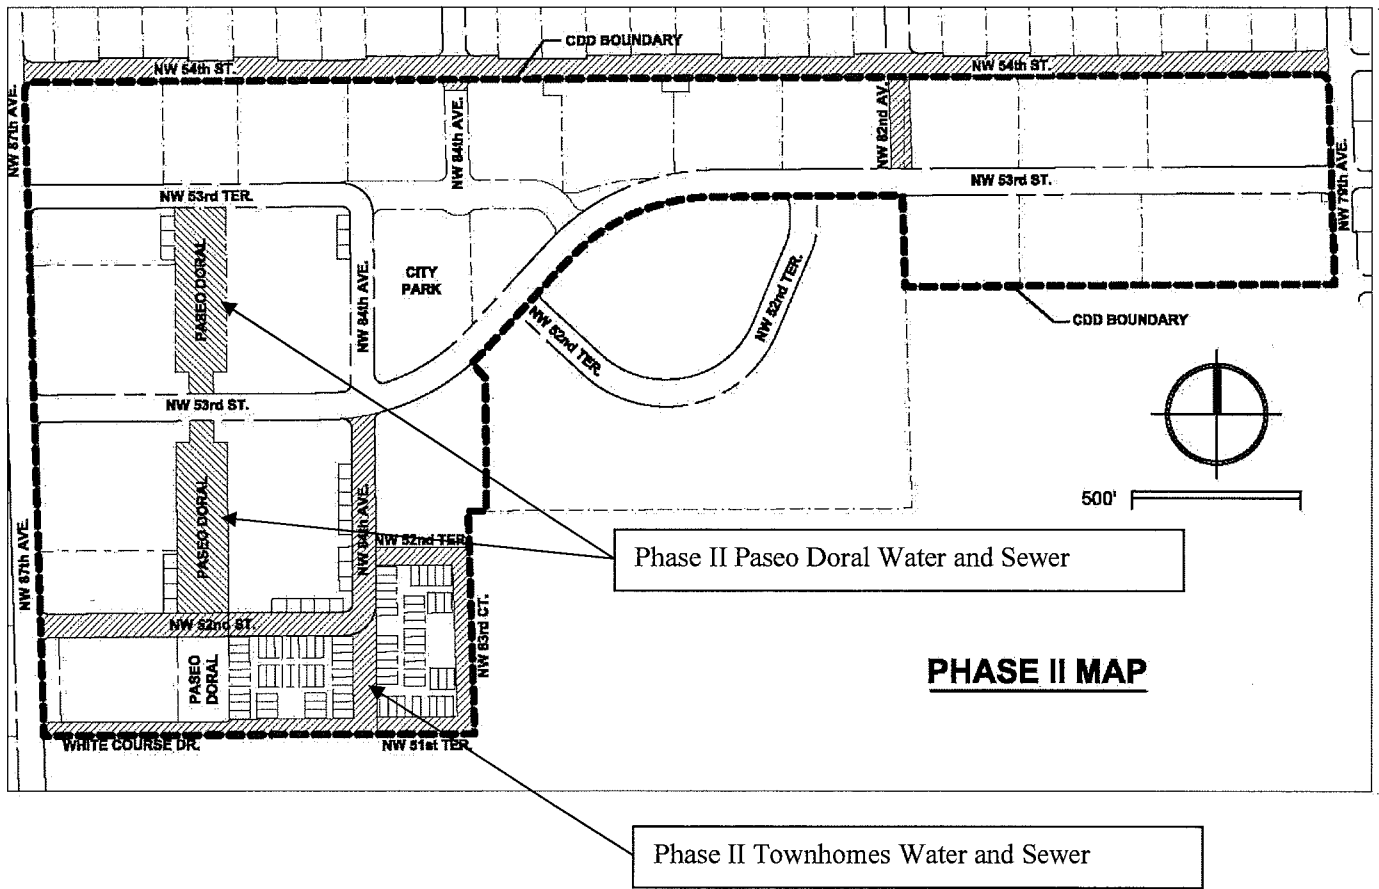 CDD BOUNDARY
NW 54th ST.
NW 54th ST.
NW 87th AVE.
NW 84th AVE.
NW 82nd AV.
NW 79th AVE.
NW 53rd TER.
NW 53rd ST.
PASEO DORAL
NW 84th AVE.
CITY
PARK
NW 52nd TER.
NW 52nd TER.
CDD BOUNDARY
NW 53rd ST.
500'
PASEO DORAL
NW 84th AVE.
NW 87th AVE.
NW 52nd TER.
Phase II Paseo Doral Water and Sewer
NW 52nd ST.
NW 83rd CT.
PASEO
DORAL
PHASE II MAP
WHITE COURSE DR.
NW 51st TER.
Phase II Townhomes Water and Sewer